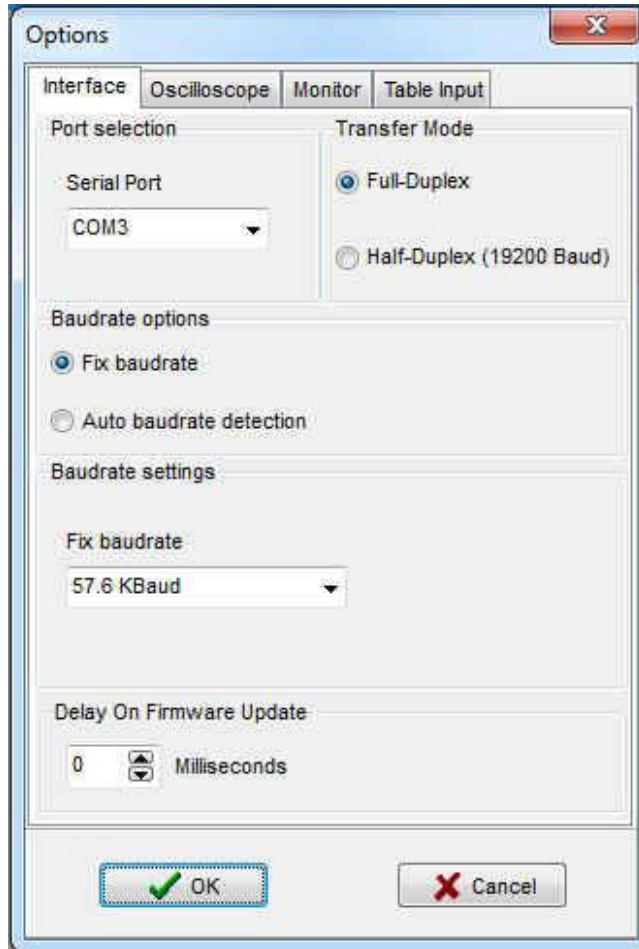 Options
Interface Oscilloscope Monitor Table Input
Port selection
Serial Port
COM3
Transfer Mode
Full-Duplex
Half-Duplex (19200 Baud)
Baudrate options
Fix baudrate
Auto baudrate detection
Baudrate settings
Fix baudrate
57.6 KBaud
Delay On Firmware Update
0 Milliseconds
OK Cancel